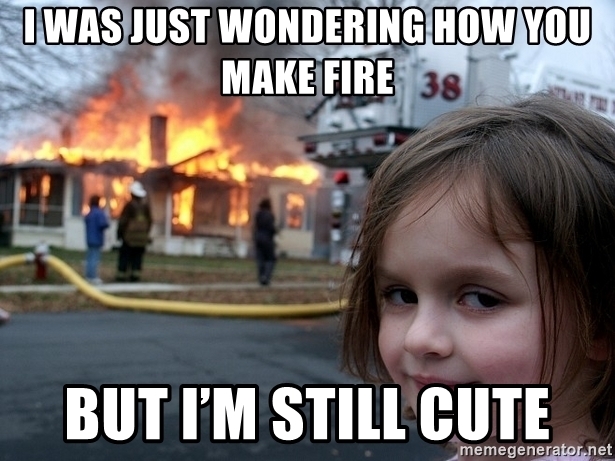 I WAS JUST WONDERING HOW YOU
MAKE FIRE
38
BUT I’M STILL CUTE
memegenerator.net